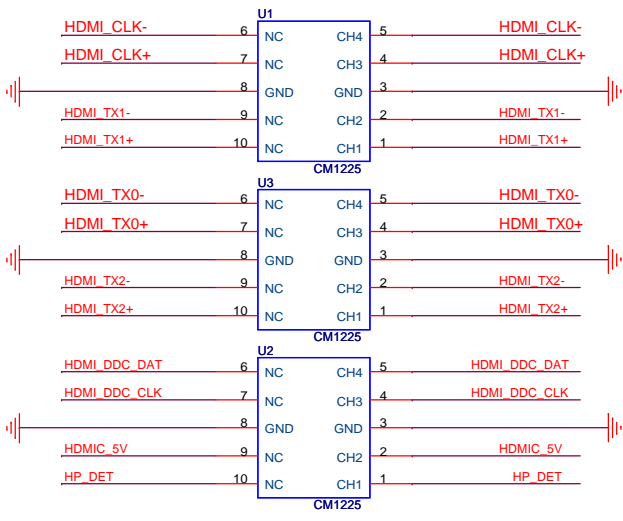 U1
HDMI_CLK- 6 NC CH4 5 HDMI_CLK-
HDMI_CLK+ 7 NC CH3 4 HDMI_CLK+
8 GND GND 3
HDMI_TX1- 9 NC CH2 2 HDMI_TX1-
HDMI_TX1+ 10 NC CH1 1 HDMI_TX1+
CM1225
U3
HDMI_TX0- 6 NC CH4 5 HDMI_TX0-
HDMI_TX0+ 7 NC CH3 4 HDMI_TX0+
8 GND GND 3
HDMI_TX2- 9 NC CH2 2 HDMI_TX2-
HDMI_TX2+ 10 NC CH1 1 HDMI_TX2+
CM1225
U2
HDMI_DDC_DAT 6 NC CH4 5 HDMI_DDC_DAT
HDMI_DDC_CLK 7 NC CH3 4 HDMI_DDC_CLK
8 GND GND 3
HDMIC_5V 9 NC CH2 2 HDMIC_5V
HP_DET 10 NC CH1 1 HP_DET
CM1225